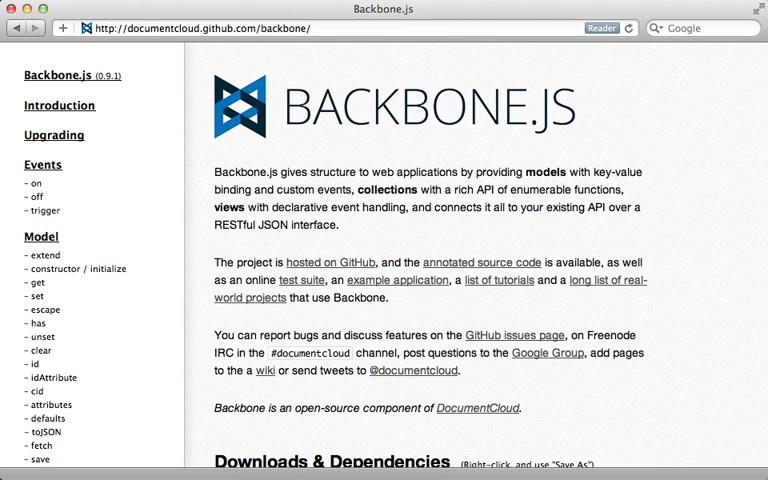 Backbone.js
http://documentcloud.github.com/backbone/
Reader
Google
Backbone.js (0.9.1)
Introduction
Upgrading
Events
- on
- off
- trigger
Model
- extend
- constructor / initialize
- get
- set
- escape
- has
- unset
- clear
- id
- idAttribute
- cid
- attributes
- defaults
- toJSON
- fetch
- save
BACKBONE.JS
Backbone.js gives structure to web applications by providing models with key-value
binding and custom events, collections with a rich API of enumerable functions,
views with declarative event handling, and connects it all to your existing API over a
RESTful JSON interface.
The project is hosted on GitHub, and the annotated source code is available, as well
as an online test suite, an example application, a list of tutorials and a long list of real-
world projects that use Backbone.
You can report bugs and discuss features on the GitHub issues page, on Freenode
IRC in the #documentcloud channel, post questions to the Google Group, add pages
to the a wiki or send tweets to @documentcloud.
Backbone is an open-source component of DocumentCloud.
Downloads & Dependencies (Right-click, and use "Save As")